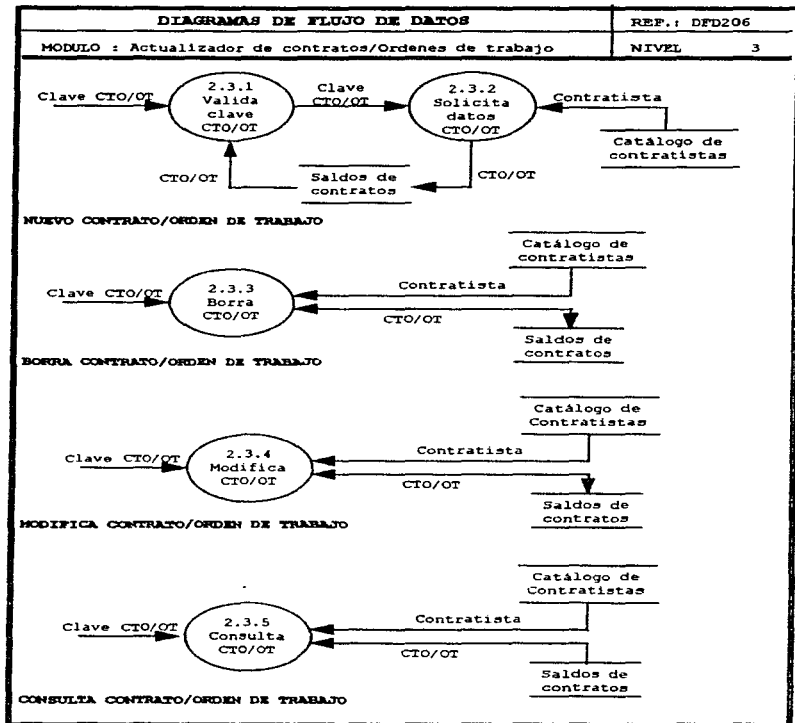 DIAGRAMAS DE FLUJO DE DATOS
REF.: DFD206
MODULO : Actualizador de contratos/Ordenes de trabajo
NIVEL 3
Clave CTO/OT
2.3.1
Valida
clave
CTO/OT
Clave
CTO/OT
2.3.2
Solicita
datos
CTO/OT
Contratista
Catálogo de
contratistas
CTO/OT
Saldos de
contratos
CTO/OT
NUEVO CONTRATO/ORDEN DE TRABAJO
Catálogo de
contratistas
Clave CTO/OT
2.3.3
Borra
CTO/OT
Contratista
CTO/OT
Saldos de
contratos
BORRA CONTRATO/ORDEN DE TRABAJO
Catálogo de
Contratistas
Clave CTO/OT
2.3.4
Modifica
CTO/OT
Contratista
CTO/OT
Saldos de
contratos
MODIFICA CONTRATO/ORDEN DE TRABAJO
Catálogo de
Contratistas
Clave CTO/OT
2.3.5
Consulta
CTO/OT
Contratista
CTO/OT
Saldos de
contratos
CONSULTA CONTRATO/ORDEN DE TRABAJO